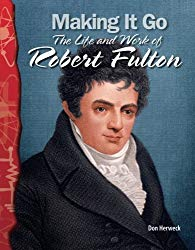 Making It Go
The Life and Work of
Robert Fulton
Don Herweck